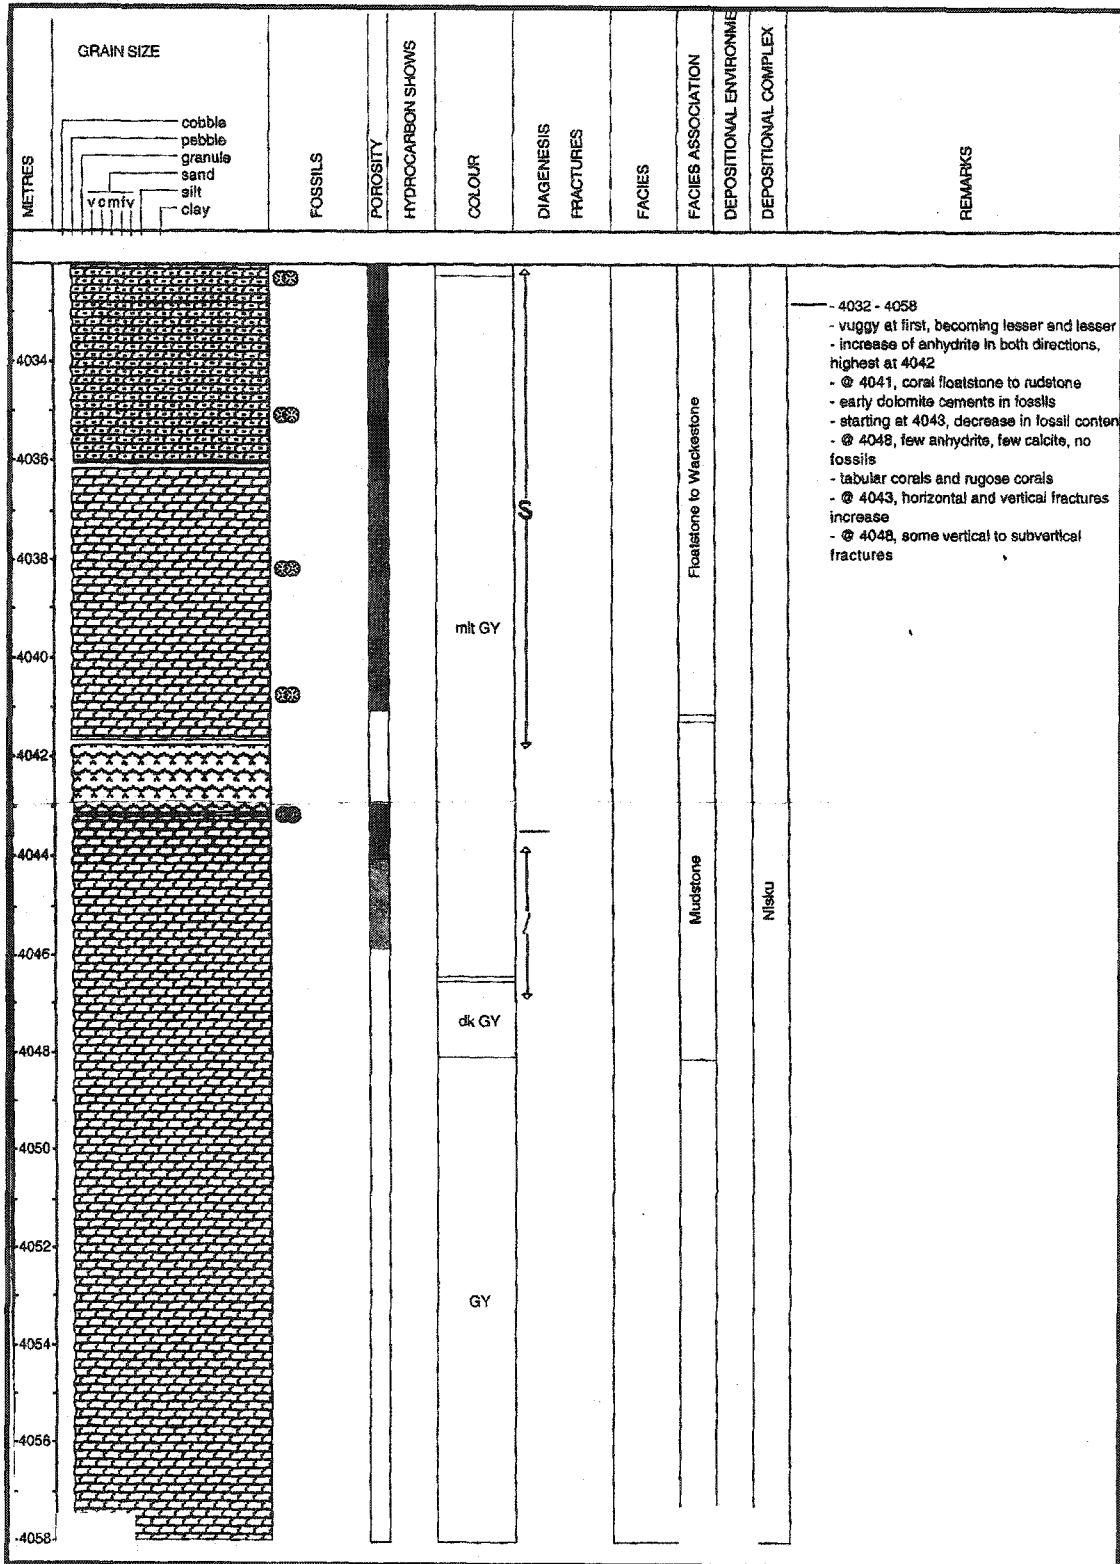 GRAIN SIZE
cobble
pebble
granule
sand
v c m f v
silt
clay
METRES
FOSSILS
POROSITY
HYDROCARBON SHOWS
COLOUR
DIAGENESIS
FRACTURES
FACIES
FACIES ASSOCIATION
DEPOSITIONAL ENVIRONME
DEPOSITIONAL COMPLEX
REMARKS
4034
4036
4038
4040
4042
4044
4046
4048
4050
4052
4054
4056
4058
mlt GY
dk GY
GY
S
Floatstone to Wackestone
Mudstone
Nisku
- 4032 - 4058
- vuggy at first, becoming lesser and lesser
- increase of anhydrite in both directions,
highest at 4042
- @ 4041, coral floatstone to rudstone
- early dolomite cements in fossils
- starting at 4043, decrease in fossil conten
- @ 4048, few anhydrite, few calcite, no
fossils
- tabular corals and rugose corals
- @ 4043, horizontal and vertical fractures
increase
- @ 4048, some vertical to subvertical
fractures